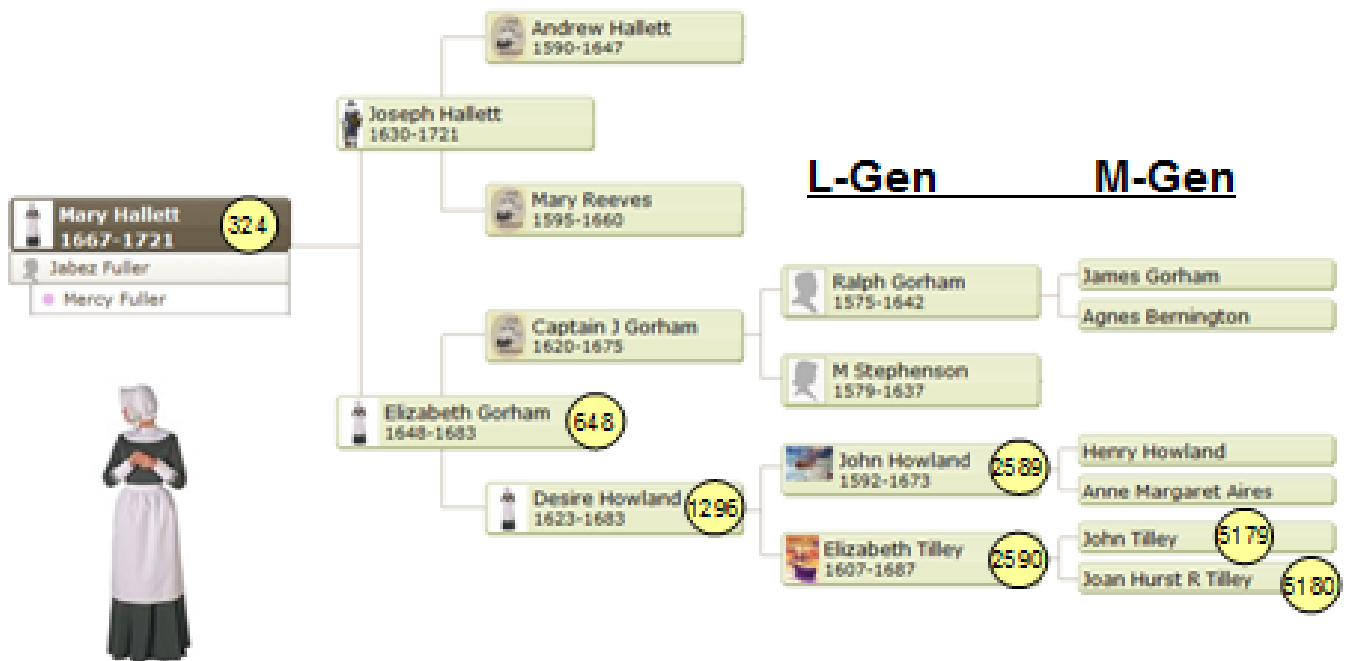 Andrew Hallett
1590-1647
Joseph Hallett
1630-1721
L-Gen M-Gen
Mary Reeves
1595-1660
Mary Hallett 324
1667-1721
Jabez Fuller
Mercy Fuller
Ralph Gorham
1575-1642
James Gorham
Agnes Bernington
Captain J Gorham
1620-1675
M Stephenson
1579-1637
Elizabeth Gorham 648
1648-1683
John Howland 2589
1592-1673
Henry Howland
Anne Margaret Aires
Desire Howland 1296
1623-1683
Elizabeth Tilley 2590
1607-1687
John Tilley 5179
Joan Hurst R Tilley 5180